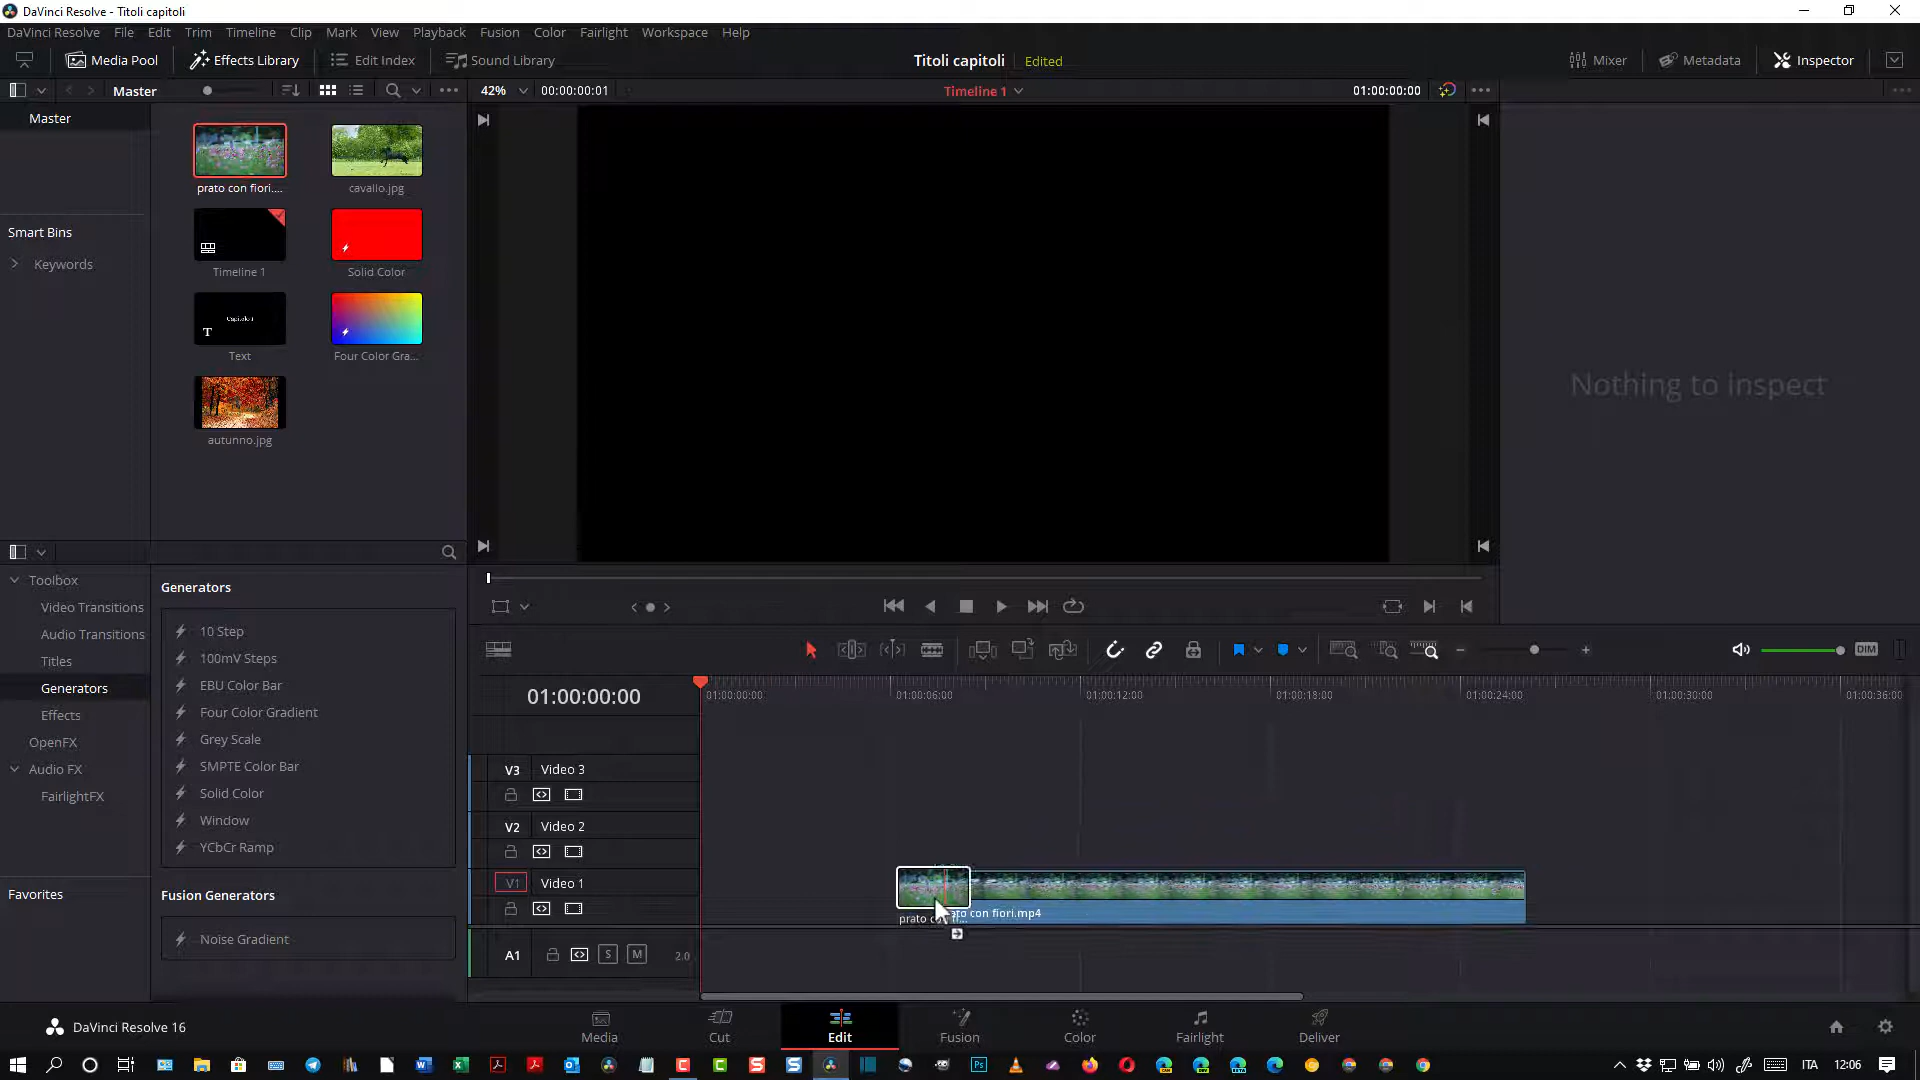 DaVinci Resolve - Titoli capitoli
DaVinci Resolve File Edit Trim Timeline Clip Mark View Playback Fusion Color Fairlight Workspace Help
Media Pool Effects Library Edit Index Sound Library Titoli capitoli Edited Mixer Metadata Inspector
Master 42% 00:00:00:01 Timeline 1 01:00:00:00
Master
prato con fiori.... cavallo.jpg
Smart Bins
Keywords
Timeline 1 Solid Color
Capitolo 1
T
Text Four Color Gra...
autunno.jpg
Nothing to inspect
Toolbox
Video Transitions
Audio Transitions
Titles
Generators
Effects
OpenFX
Audio FX
FairlightFX
Favorites
Generators
10 Step
100mV Steps
EBU Color Bar
Four Color Gradient
Grey Scale
SMPTE Color Bar
Solid Color
Window
YCbCr Ramp
Fusion Generators
Noise Gradient
DIM
01:00:00:00 01:00:00:00 01:00:06:00 01:00:12:00 01:00:18:00 01:00:24:00 01:00:30:00 01:00:36:00
V3 Video 3
V2 Video 2
V1 Video 1
prato con fiori.mp4
A1 S M 2.0
DaVinci Resolve 16 Media Cut Edit Fusion Color Fairlight Deliver
ITA 12:06